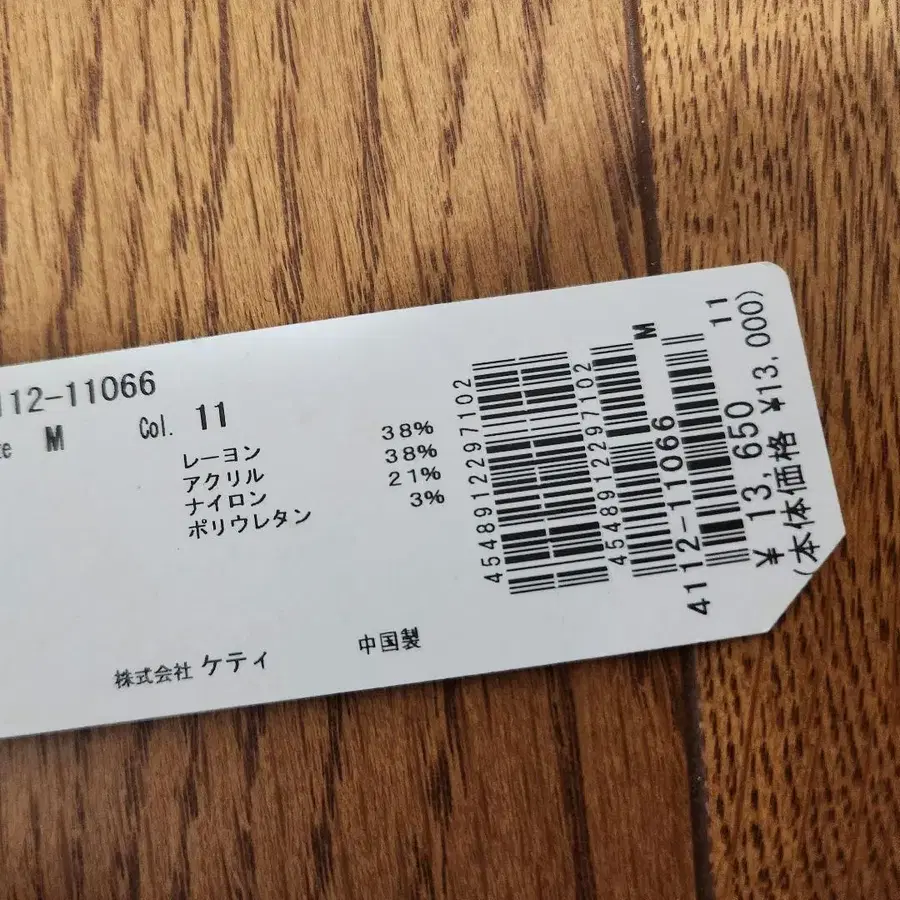 112-11066
ze M Col. 11
レーヨン 38%
アクリル 38%
ナイロン 21%
ポリウレタン 3%
株式会社 ケティ 中国製
4548912297102
4548912297102
M
4112-11066
11
¥ 13,650
(本体価格 ¥13,000)